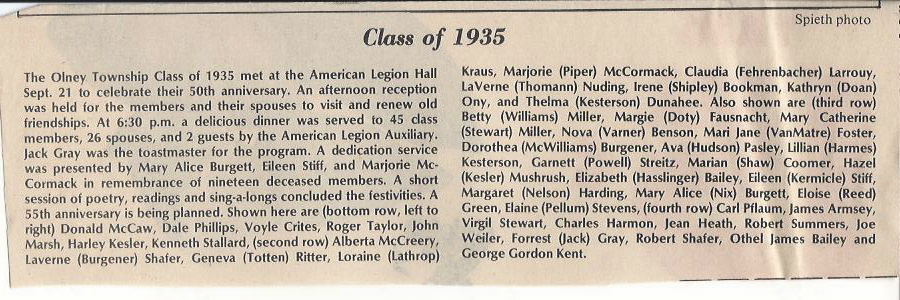 Spieth photo
Class of 1935
The Olney Township Class of 1935 met at the American Legion Hall
Sept. 21 to celebrate their 50th anniversary. An afternoon reception
was held for the members and their spouses to visit and renew old
friendships. At 6:30 p.m. a delicious dinner was served to 45 class
members, 26 spouses, and 2 guests by the American Legion Auxiliary.
Jack Gray was the toastmaster for the program. A dedication service
was presented by Mary Alice Burgett, Eileen Stiff, and Marjorie Mc-
Cormack in remembrance of nineteen deceased members. A short
session of poetry, readings and sing-a-longs concluded the festivities. A
55th anniversary is being planned. Shown here are (bottom row, left to
right) Donald McCaw, Dale Phillips, Voyle Crites, Roger Taylor, John
Marsh, Harley Kesler, Kenneth Stallard, (second row) Alberta McCreery,
Laverne (Burgener) Shafer, Geneva (Totten) Ritter, Loraine (Lathrop)
Kraus, Marjorie (Piper) McCormack, Claudia (Fehrenbacher) Larrouy,
LaVerne (Thomann) Nuding, Irene (Shipley) Bookman, Kathryn (Doan)
Ony, and Thelma (Kesterson) Dunahee. Also shown are (third row)
Betty (Williams) Miller, Margie (Doty) Fausnacht, Mary Catherine
(Stewart) Miller, Nova (Varner) Benson, Mari Jane (VanMatre) Foster,
Dorothea (McWilliams) Burgener, Ava (Hudson) Pasley, Lillian (Harmes)
Kesterson, Garnett (Powell) Streitz, Marian (Shaw) Coomer, Hazel
(Kesler) Mushrush, Elizabeth (Hasslinger) Bailey, Eileen (Kermicle) Stiff,
Margaret (Nelson) Harding, Mary Alice (Nix) Burgett, Eloise (Reed)
Green, Elaine (Pellum) Stevens, (fourth row) Carl Pflaum, James Armsey,
Virgil Stewart, Charles Harmon, Jean Heath, Robert Summers, Joe
Weiler, Forrest (Jack) Gray, Robert Shafer, Othel James Bailey and
George Gordon Kent.